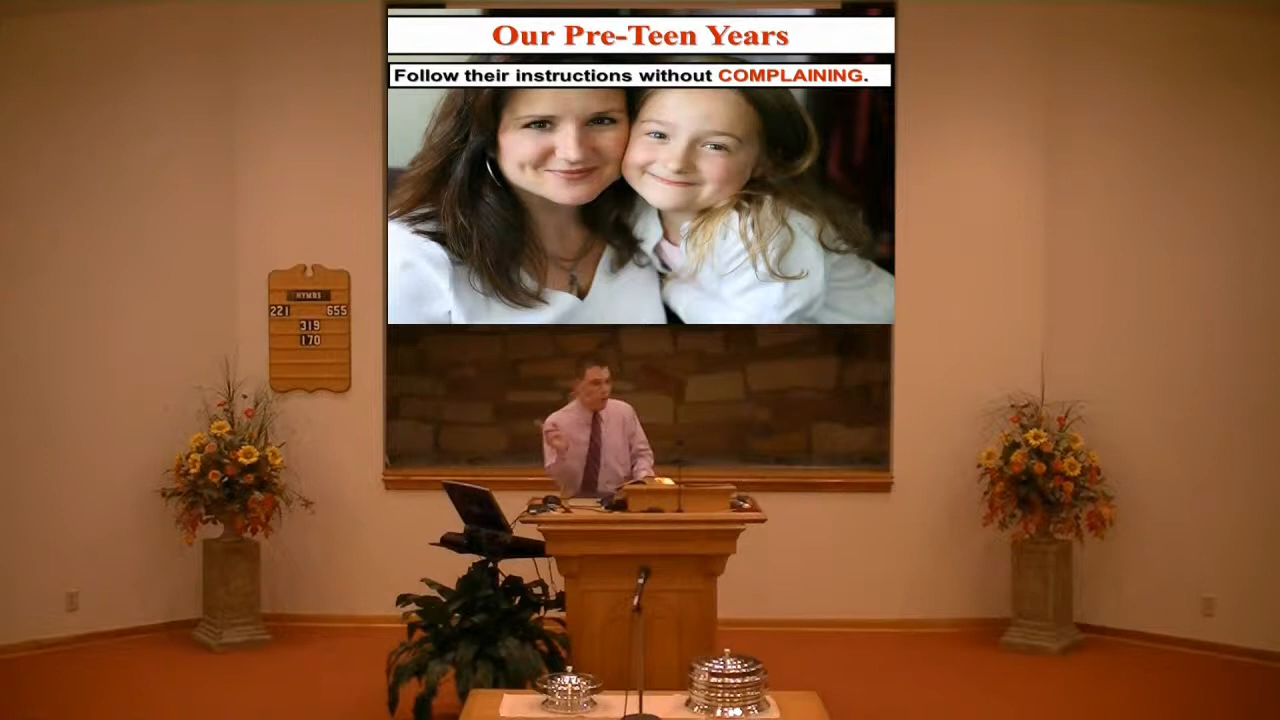 Our Pre-Teen Years
Follow their instructions without COMPLAINING.
HYMNS
221 655
319
170